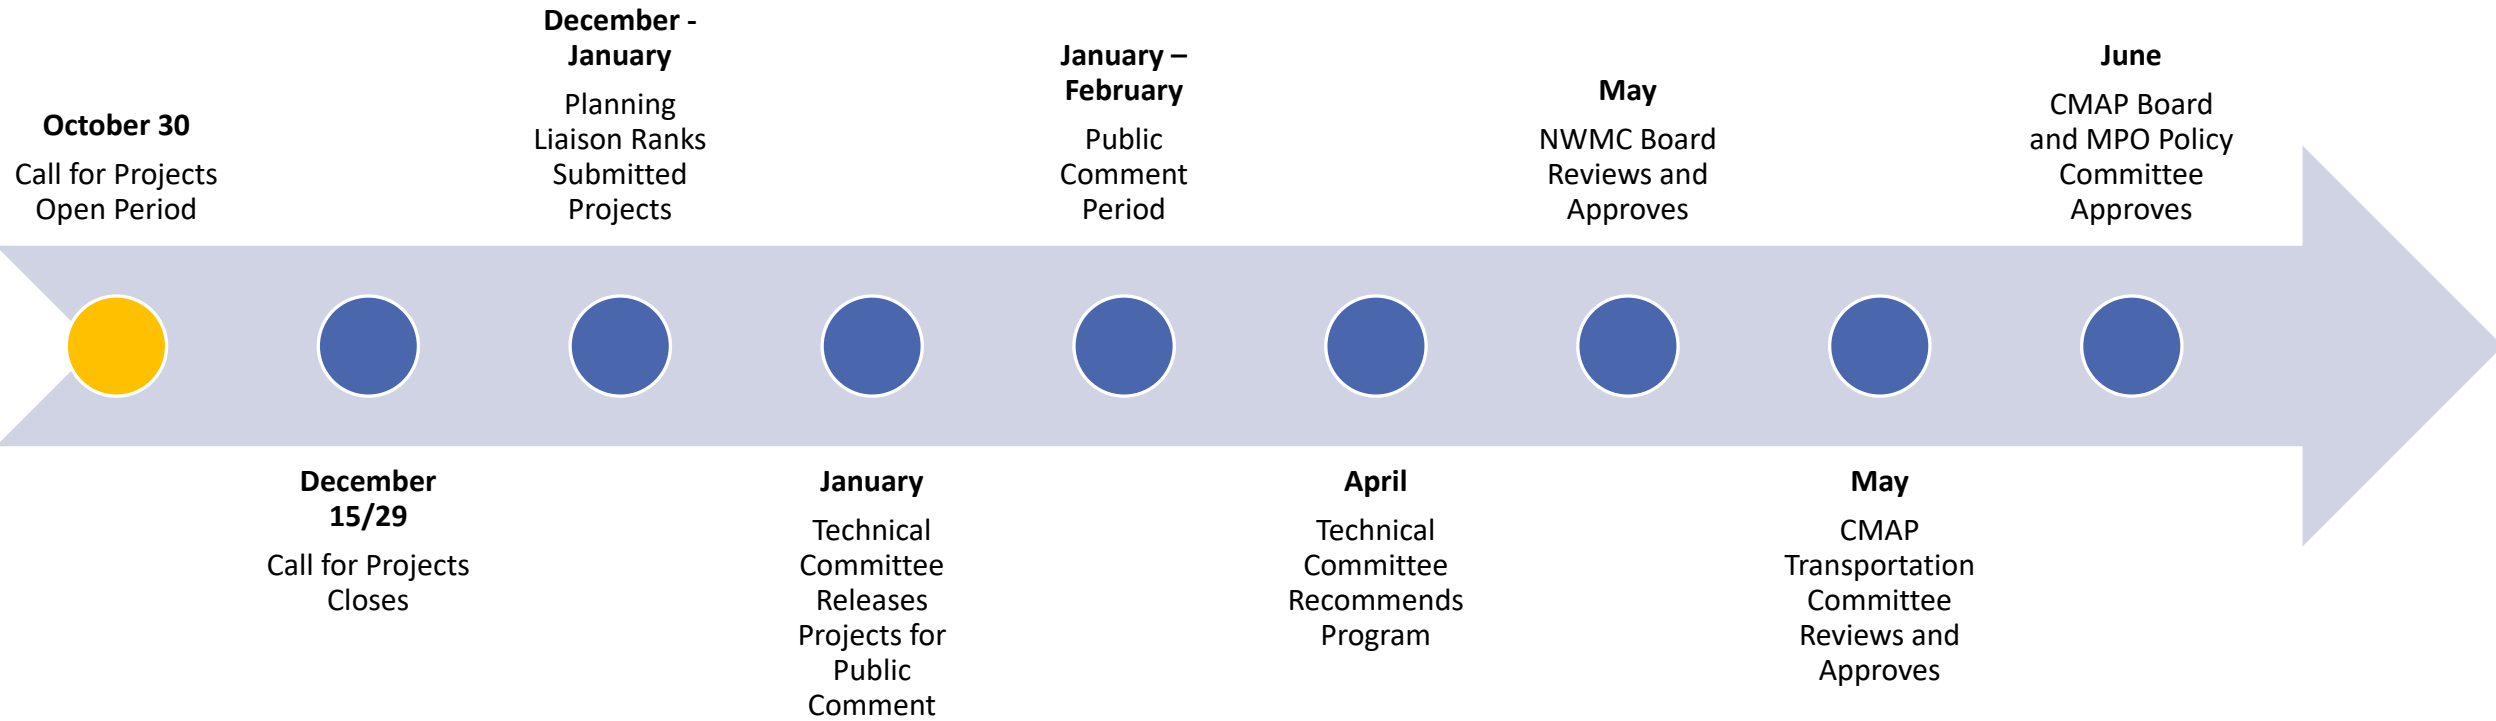 October 30
Call for Projects
Open Period
December
15/29
Call for Projects
Closes
December -
January
Planning
Liaison Ranks
Submitted
Projects
January
Technical
Committee
Releases
Projects for
Public
Comment
January –
February
Public
Comment
Period
April
Technical
Committee
Recommends
Program
May
NWMC Board
Reviews and
Approves
May
CMAP
Transportation
Committee
Reviews and
Approves
June
CMAP Board
and MPO Policy
Committee
Approves